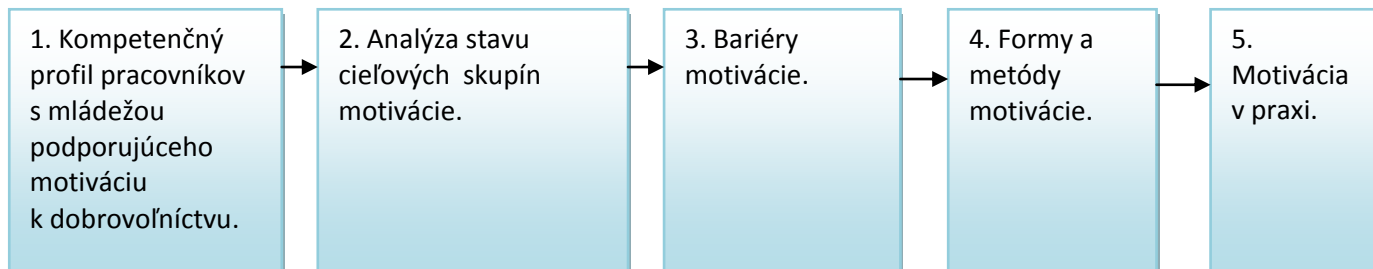 1. Kompetenčný
profil pracovníkov
s mládežou
podporujúceho
motiváciu
k dobrovoľníctvu.
2. Analýza stavu
cieľových skupín
motivácie.
3. Bariéry
motivácie.
4. Formy a
metódy
motivácie.
5.
Motivácia
v praxi.